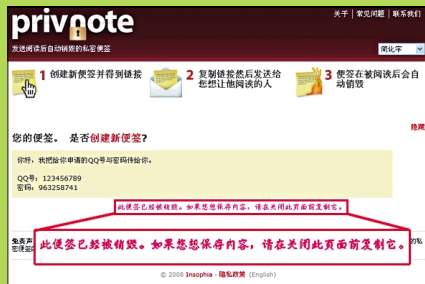 关于 | 常见问题 | 联系我们
privnote
发送阅读后自动销毁的私密便签
简化字
1 创建新便签并得到链接
2 复制链接然后发送给您想让他阅读的人
3 便签在被阅读后会自动销毁
隐藏
您的便签。 是否创建新便签?
你好，我把给你申请的QQ号与密码传给你。
QQ号：123456789
密码：963258741
此便签已经被销毁。如果您想保存内容，请在关闭此页面前复制它。
免责声
的私
此便签已经被销毁。如果您想保存内容，请在关闭此页面前复制它。
© 2008 Insophia - 隐私政策 (English)